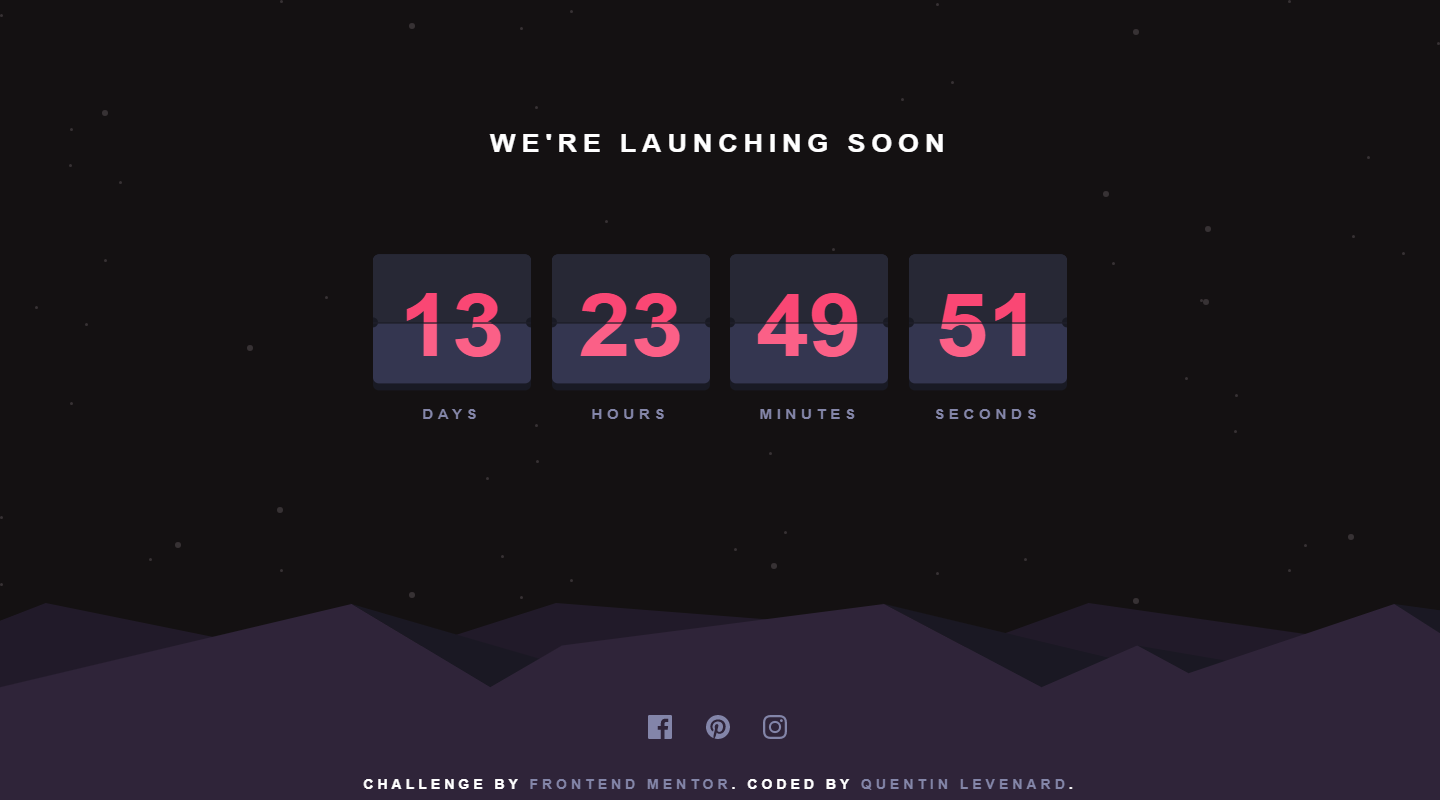 WE'RE LAUNCHING SOON
13 23 49 51
DAYS HOURS MINUTES SECONDS
CHALLENGE BY FRONTEND MENTOR. CODED BY QUENTIN LEVENARD.